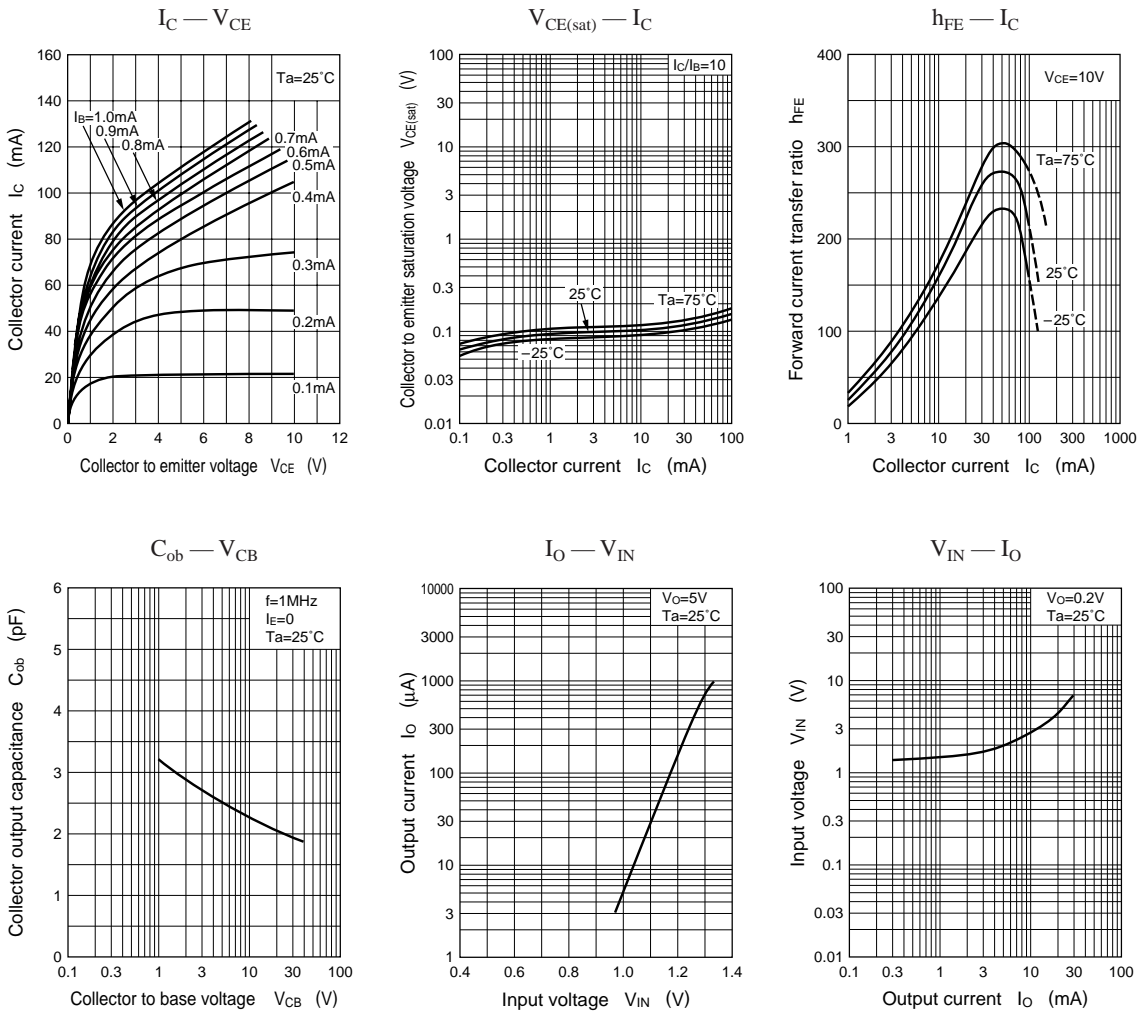 I_C — V_CE
160
140
120
100
80
60
40
20
0
Collector current I_C (mA)
Ta=25˚C
I_B=1.0mA
0.9mA
0.8mA
0.7mA
0.6mA
0.5mA
0.4mA
0.3mA
0.2mA
0.1mA
0 2 4 6 8 10 12
Collector to emitter voltage V_CE (V)
V_CE(sat) — I_C
100
30
10
3
1
0.3
0.1
0.03
0.01
Collector to emitter saturation voltage V_CE(sat) (V)
I_C/I_B=10
25˚C
Ta=75˚C
–25˚C
0.1 0.3 1 3 10 30 100
Collector current I_C (mA)
h_FE — I_C
400
300
200
100
0
Forward current transfer ratio h_FE
V_CE=10V
Ta=75˚C
25˚C
–25˚C
1 3 10 30 100 300 1000
Collector current I_C (mA)
C_ob — V_CB
6
5
4
3
2
1
0
Collector output capacitance C_ob (pF)
f=1MHz
I_E=0
Ta=25˚C
0.1 0.3 1 3 10 30 100
Collector to base voltage V_CB (V)
I_O — V_IN
10000
3000
1000
300
100
30
10
3
1
Output current I_O (µA)
V_O=5V
Ta=25˚C
0.4 0.6 0.8 1.0 1.2 1.4
Input voltage V_IN (V)
V_IN — I_O
100
30
10
3
1
0.3
0.1
0.03
0.01
Input voltage V_IN (V)
V_O=0.2V
Ta=25˚C
0.1 0.3 1 3 10 30 100
Output current I_O (mA)